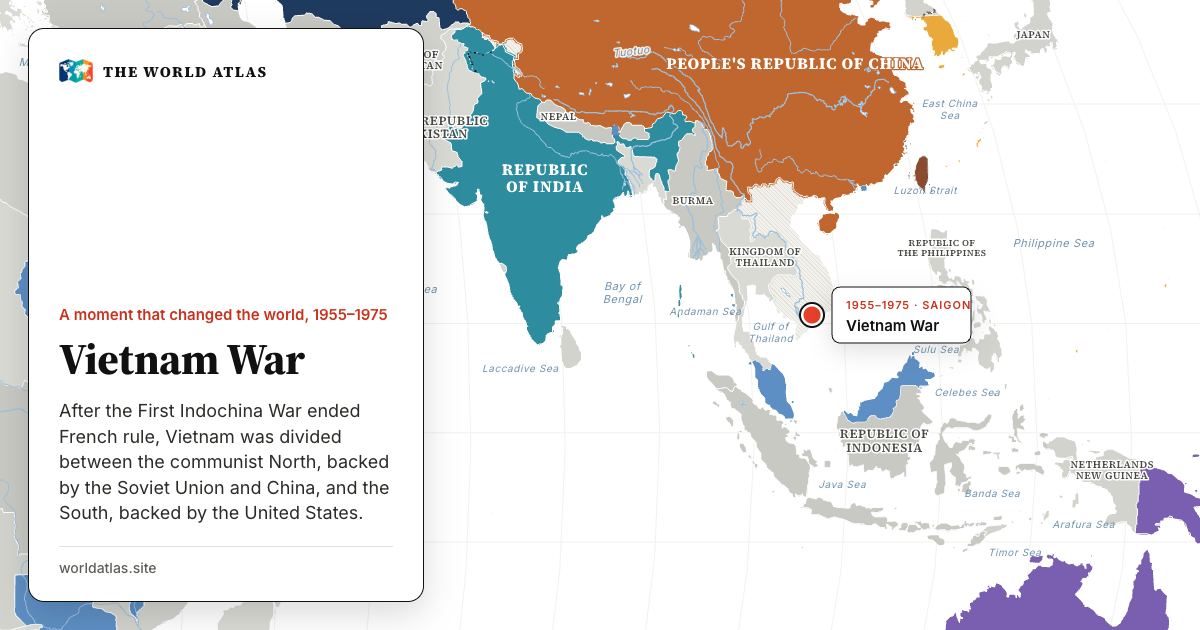 THE WORLD ATLAS
A moment that changed the world, 1955–1975
Vietnam War
After the First Indochina War ended
French rule, Vietnam was divided
between the communist North, backed
by the Soviet Union and China, and the
South, backed by the United States.
worldatlas.site
Tuotuo
PEOPLE'S REPUBLIC OF CHINA
JAPAN
East China
Sea
OF
REPUBLIC
NEPAL
REPUBLIC
OF INDIA
BURMA
Luzon Strait
KINGDOM OF
THAILAND
REPUBLIC OF
THE PHILIPPINES
Philippine Sea
Bay of
Bengal
Andaman Sea
Gulf of
Thailand
1955–1975 · SAIGON
Vietnam War
Sulu Sea
Laccadive Sea
Celebes Sea
REPUBLIC OF
INDONESIA
NETHERLANDS
NEW GUINEA
Java Sea
Banda Sea
Arafura Sea
Timor Sea